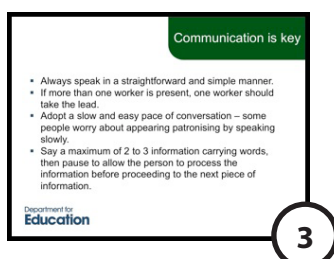 Communication is key
• Always speak in a straightforward and simple manner.
• If more than one worker is present, one worker should
take the lead.
• Adopt a slow and easy pace of conversation – some
people worry about appearing patronising by speaking
slowly.
• Say a maximum of 2 to 3 information carrying words,
then pause to allow the person to process the
information before proceeding to the next piece of
information.
Department for
Education
3